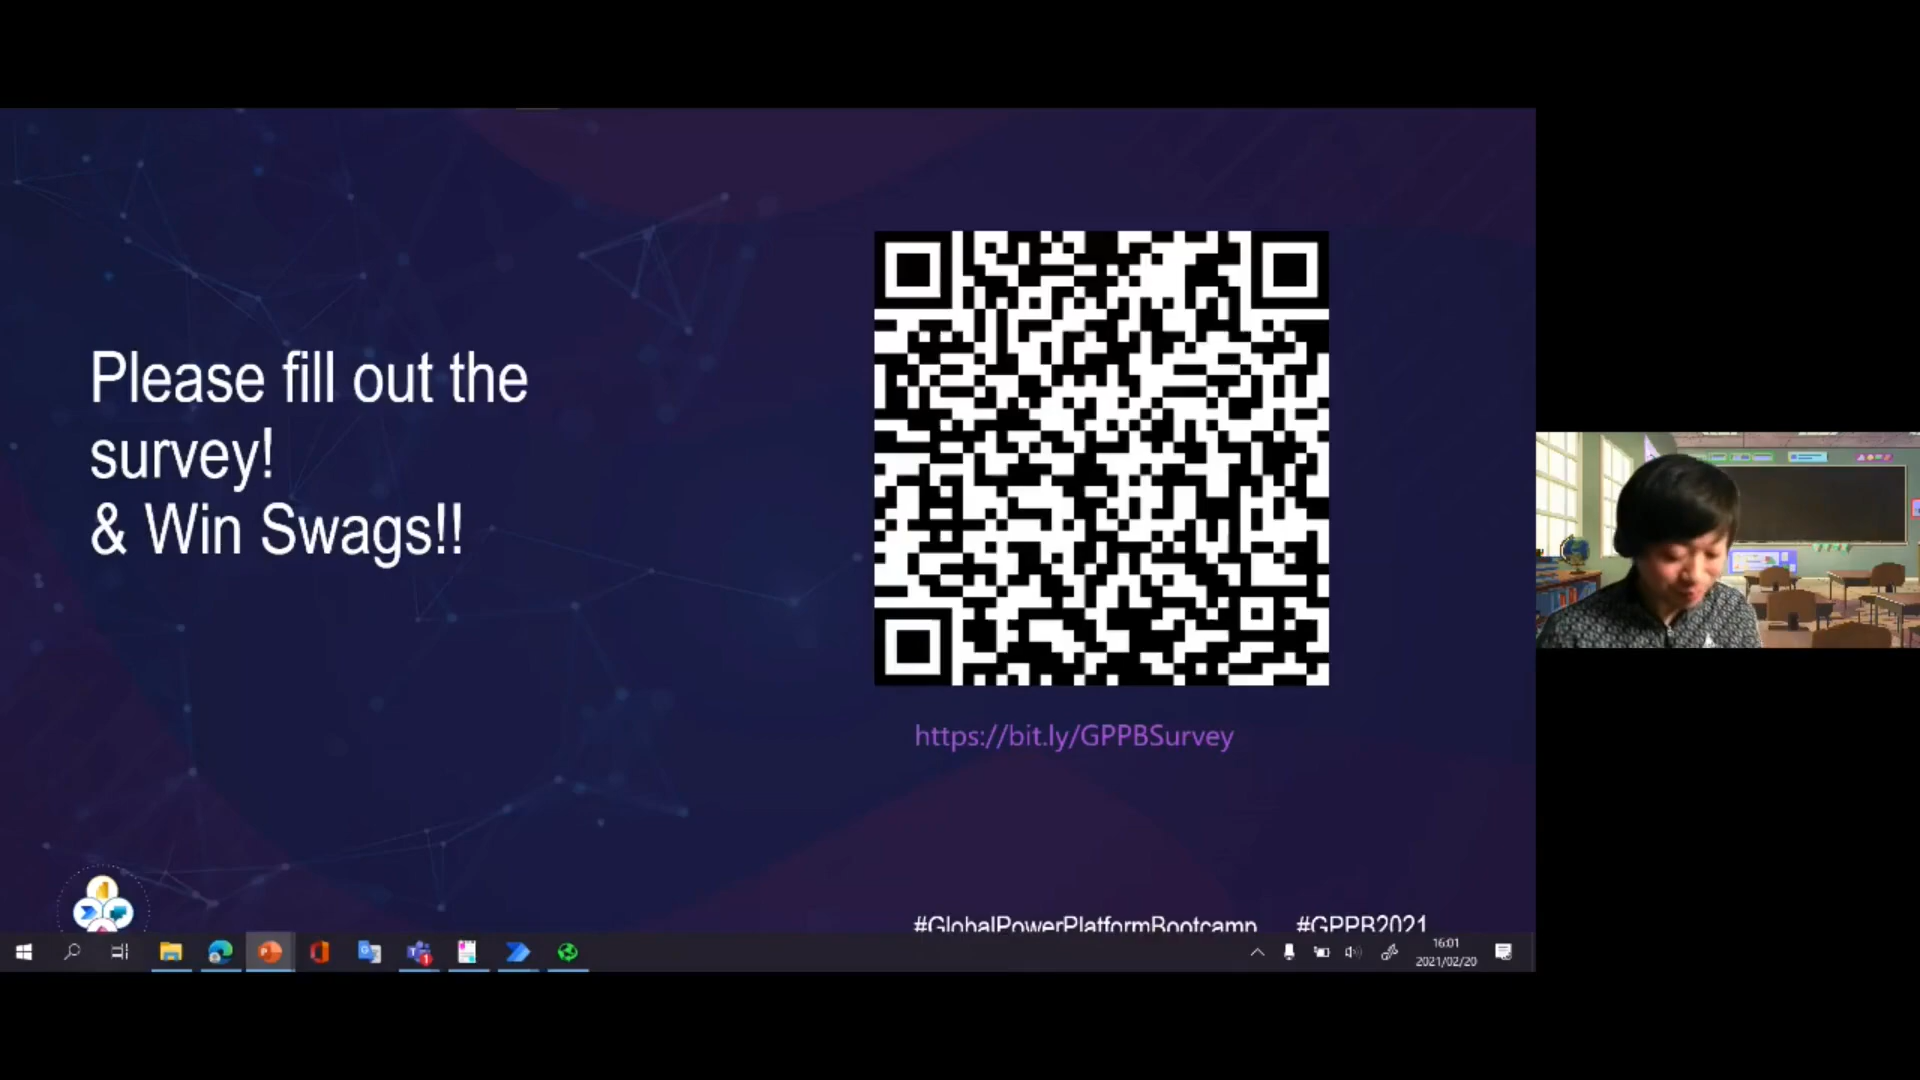 Please fill out the
survey!
& Win Swags!!
https://bit.ly/GPPBSurvey
#GlobalPowerPlatformBootcamp #GPPB2021
16:01
2021/02/20